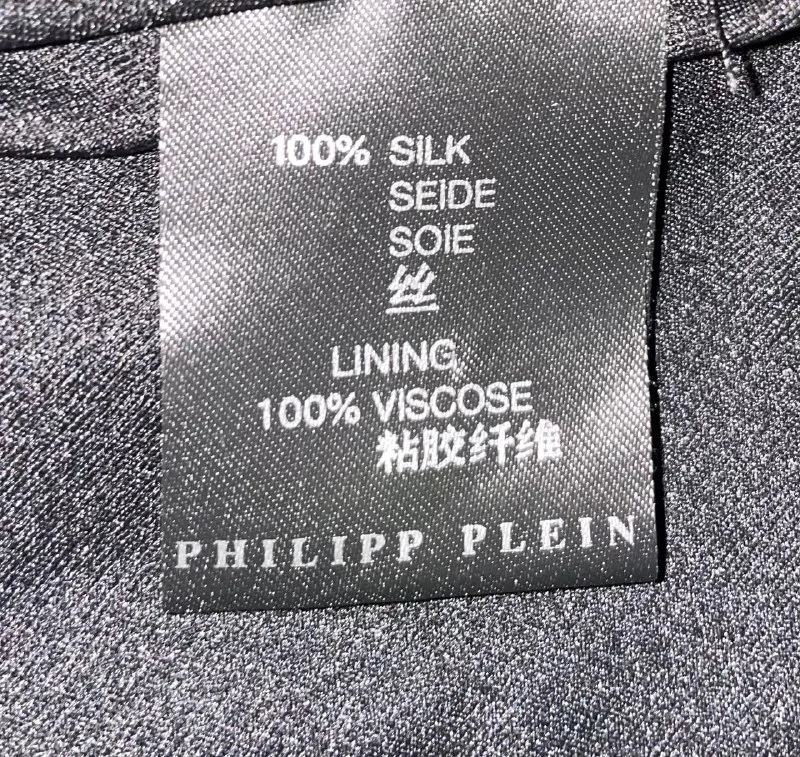 100% SILK
SEIDE
SOIE
丝
LINING
100% VISCOSE
粘胶纤维
PHILIPP PLEIN